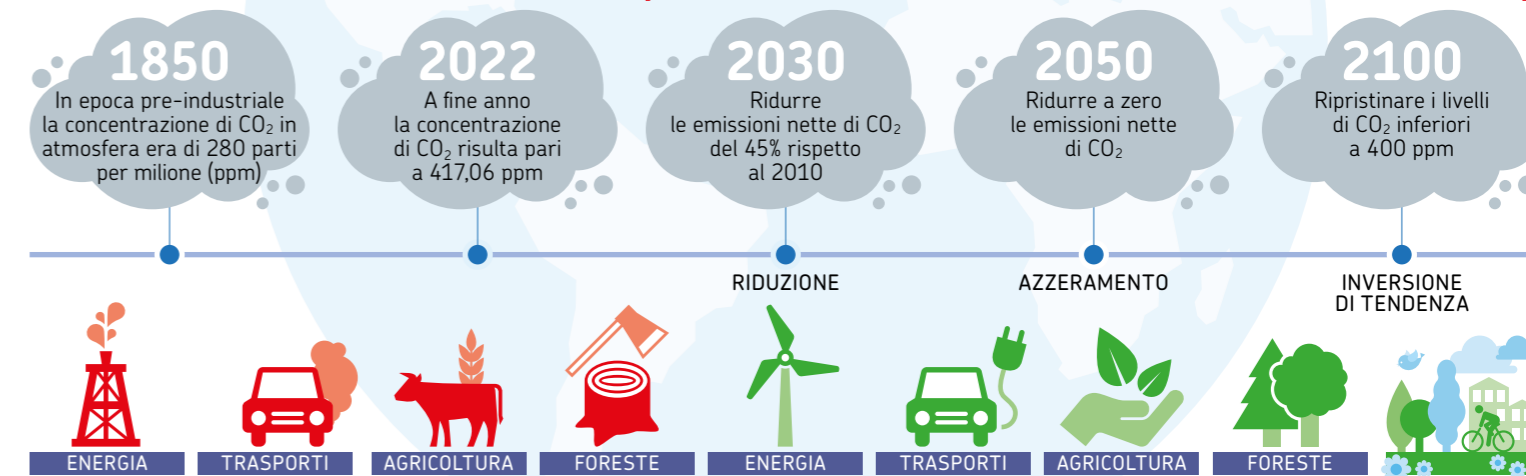 1850
In epoca pre-industriale
la concentrazione di CO₂ in
atmosfera era di 280 parti
per milione (ppm)
2022
A fine anno
la concentrazione
di CO₂ risulta pari
a 417,06 ppm
2030
Ridurre
le emissioni nette di CO₂
del 45% rispetto
al 2010
2050
Ridurre a zero
le emissioni nette
di CO₂
2100
Ripristinare i livelli
di CO₂ inferiori
a 400 ppm
RIDUZIONE
AZZERAMENTO
INVERSIONE
DI TENDENZA
ENERGIA
TRASPORTI
AGRICOLTURA
FORESTE
ENERGIA
TRASPORTI
AGRICOLTURA
FORESTE